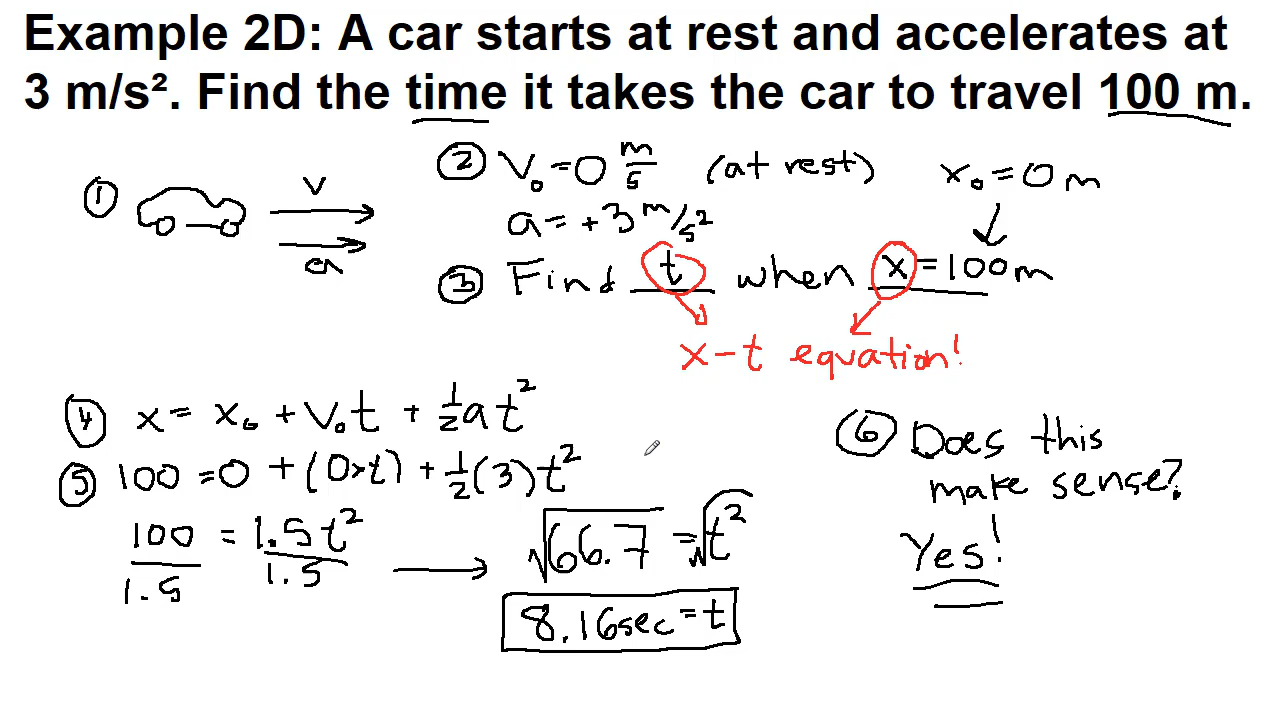 Example 2D: A car starts at rest and accelerates at
3 m/s². Find the time it takes the car to travel 100 m.
① v
a
② V₀ = 0 m/s (at rest) x₀ = 0 m
a = +3 m/s²
③ Find t when x = 100 m
x-t equation!
④ x = x₀ + v₀t + ½at²
⑤ 100 = 0 + (0×t) + ½(3)t²
100/1.5 = 1.5t²/1.5
√66.7 = √t²
8.16sec = t
⑥ Does this
make sense?
Yes!